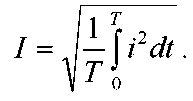 I = √(1/T ∫₀ᵀ i² dt) .